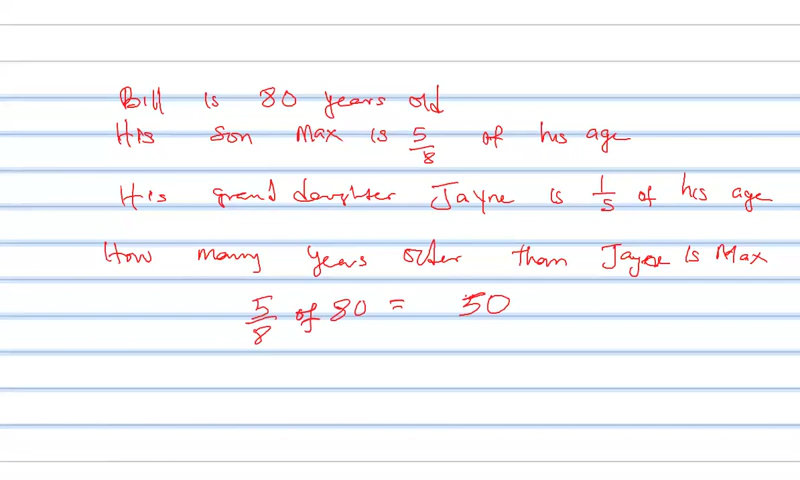 Bill is 80 years old
His son Max is 5/8 of his age
His grand daughter Jayne is 1/5 of his age
How many years older than Jayne is Max
5/8 of 80 = 50